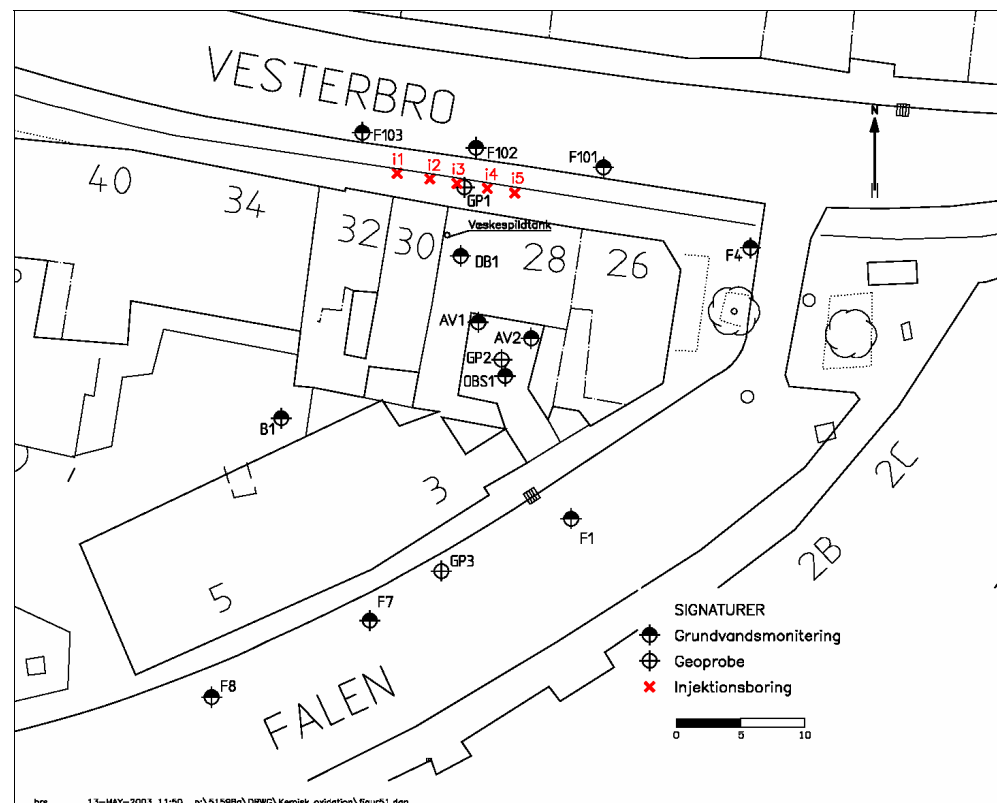 VESTERBRO
F103
F102
F101
i1
i2
i3
i4
i5
GP1
N
40
34
32
30
Væskespildtank
28
26
F4
DB1
AV1
AV2
GP2
OBS1
B1
3
2C
F1
2B
GP3
5
F7
F8
FALEN
SIGNATURER
Grundvandsmonitering
Geoprobe
Injektionsboring
0 5 10
hrs 13-MAY-2003 11:50